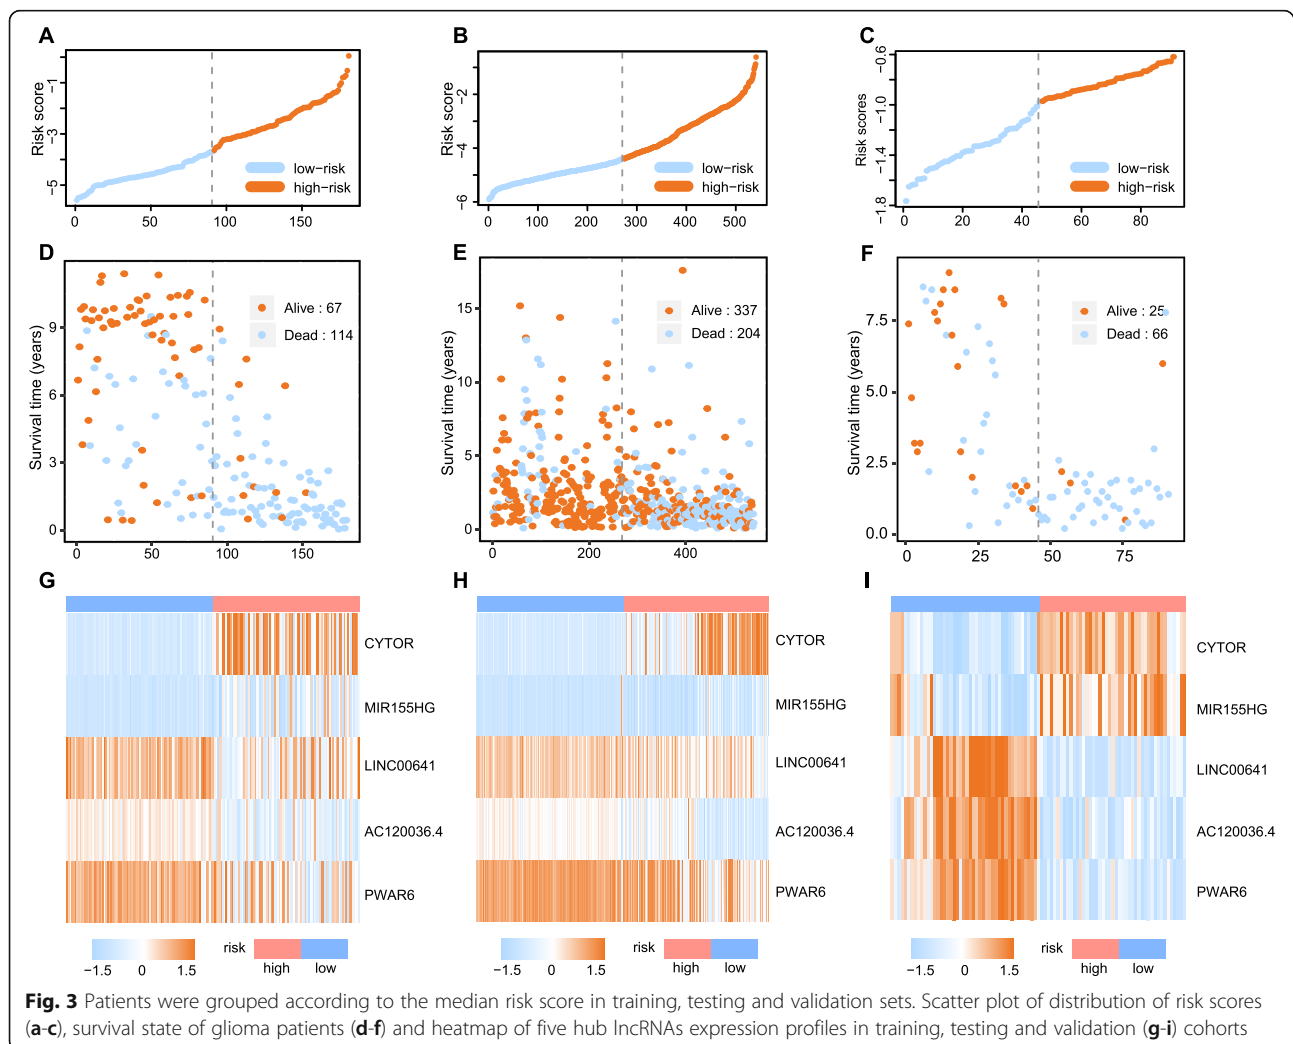 A
B
C
Risk score
−1
−3
−5
low−risk
high−risk
0 50 100 150
Risk score
−2
−4
−6
low−risk
high−risk
0 100 200 300 400 500
Risk scores
−0.6
−1.0
−1.4
−1.8
low−risk
high−risk
0 20 40 60 80
D
E
F
Survival time (years)
9
6
3
0
Alive : 67
Dead : 114
0 50 100 150
Survival time (years)
15
10
5
0
Alive : 337
Dead : 204
0 200 400
Survival time (years)
7.5
5.0
2.5
0.0
Alive : 25
Dead : 66
0 25 50 75
G
H
I
CYTOR
MIR155HG
LINC00641
AC120036.4
PWAR6
−1.5 0 1.5
risk
high low
CYTOR
MIR155HG
LINC00641
AC120036.4
PWAR6
−1.5 0 1.5
risk
high low
CYTOR
MIR155HG
LINC00641
AC120036.4
PWAR6
−1.5 0 1.5
risk
high low
Fig. 3 Patients were grouped according to the median risk score in training, testing and validation sets. Scatter plot of distribution of risk scores
(a-c), survival state of glioma patients (d-f) and heatmap of five hub lncRNAs expression profiles in training, testing and validation (g-i) cohorts